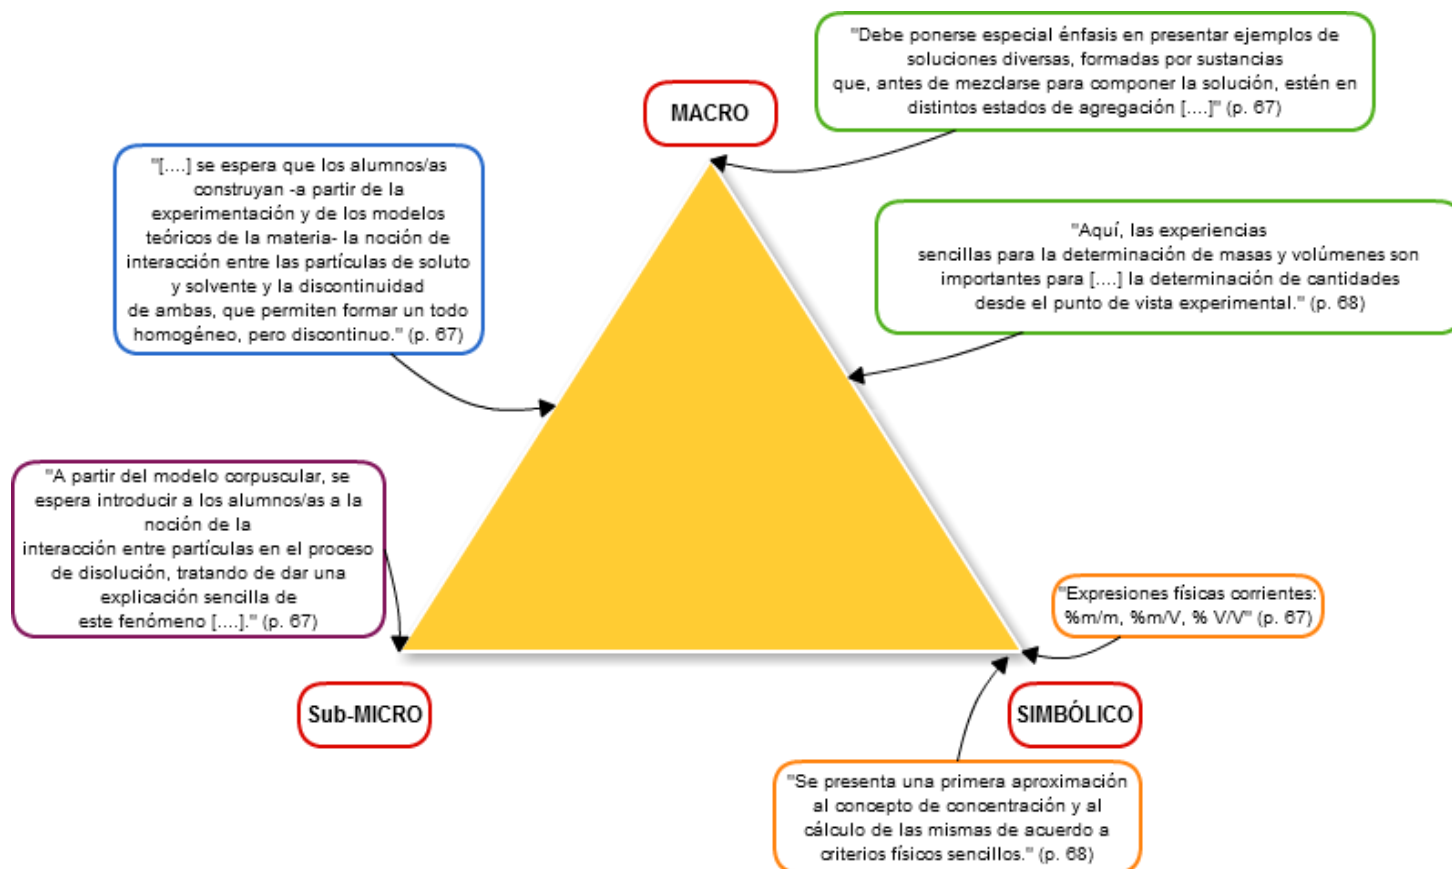 "Debe ponerse especial énfasis en presentar ejemplos de
soluciones diversas, formadas por sustancias
que, antes de mezclarse para componer la solución, estén en
distintos estados de agregación [....]" (p. 67)
MACRO
"[....] se espera que los alumnos/as
construyan -a partir de la
experimentación y de los modelos
teóricos de la materia- la noción de
interacción entre las partículas de soluto
y solvente y la discontinuidad
de ambas, que permiten formar un todo
homogéneo, pero discontinuo." (p. 67)
"Aquí, las experiencias
sencillas para la determinación de masas y volúmenes son
importantes para [....] la determinación de cantidades
desde el punto de vista experimental." (p. 68)
"A partir del modelo corpuscular, se
espera introducir a los alumnos/as a la
noción de la
interacción entre partículas en el proceso
de disolución, tratando de dar una
explicación sencilla de
este fenómeno [....]." (p. 67)
"Expresiones físicas corrientes:
%m/m, %m/V, % V/V" (p. 67)
Sub-MICRO
SIMBÓLICO
"Se presenta una primera aproximación
al concepto de concentración y al
cálculo de las mismas de acuerdo a
criterios físicos sencillos." (p. 68)